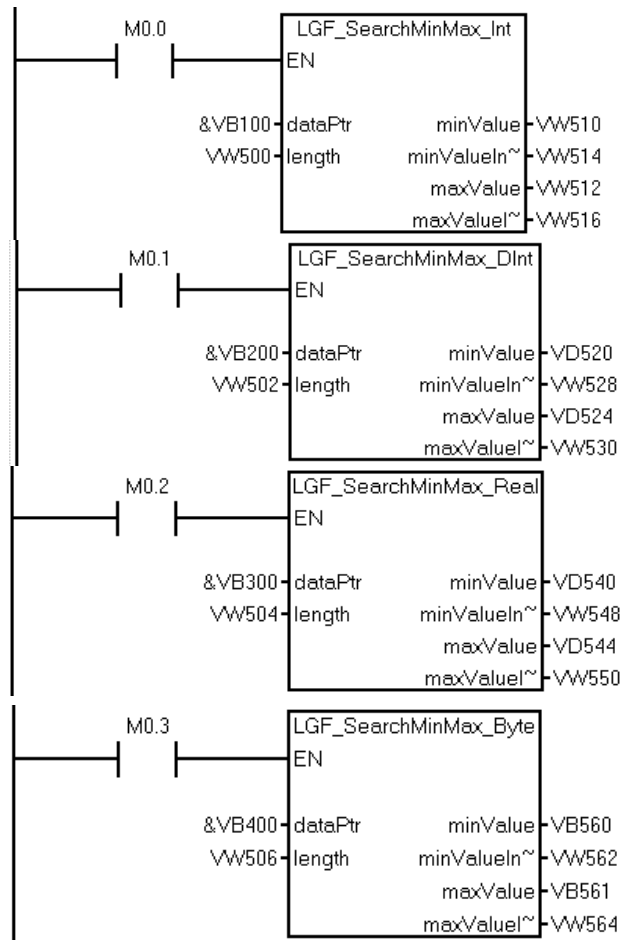 M0.0 LGF_SearchMinMax_Int
EN
&VB100 dataPtr minValue VW510
VW500 length minValueIn~ VW514
maxValue VW512
maxValueI~ VW516
M0.1 LGF_SearchMinMax_DInt
EN
&VB200 dataPtr minValue VD520
VW502 length minValueIn~ VW528
maxValue VD524
maxValueI~ VW530
M0.2 LGF_SearchMinMax_Real
EN
&VB300 dataPtr minValue VD540
VW504 length minValueIn~ VW548
maxValue VD544
maxValueI~ VW550
M0.3 LGF_SearchMinMax_Byte
EN
&VB400 dataPtr minValue VB560
VW506 length minValueIn~ VW562
maxValue VB561
maxValueI~ VW564